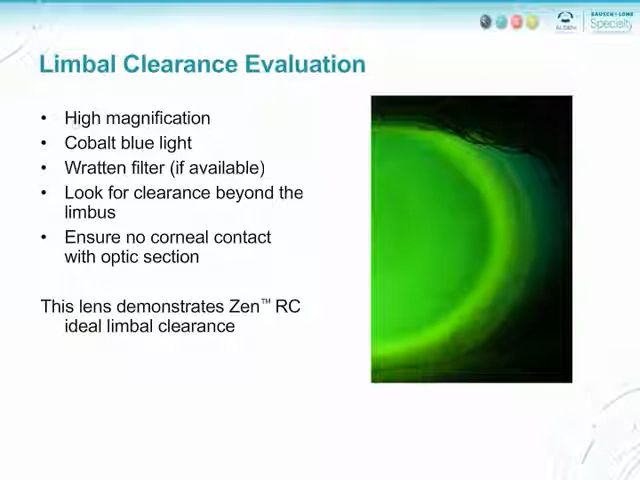 ALDEN
BAUSCH + LOMB
Specialty
Limbal Clearance Evaluation
• High magnification
• Cobalt blue light
• Wratten filter (if available)
• Look for clearance beyond the
limbus
• Ensure no corneal contact
with optic section
This lens demonstrates Zen™ RC
ideal limbal clearance